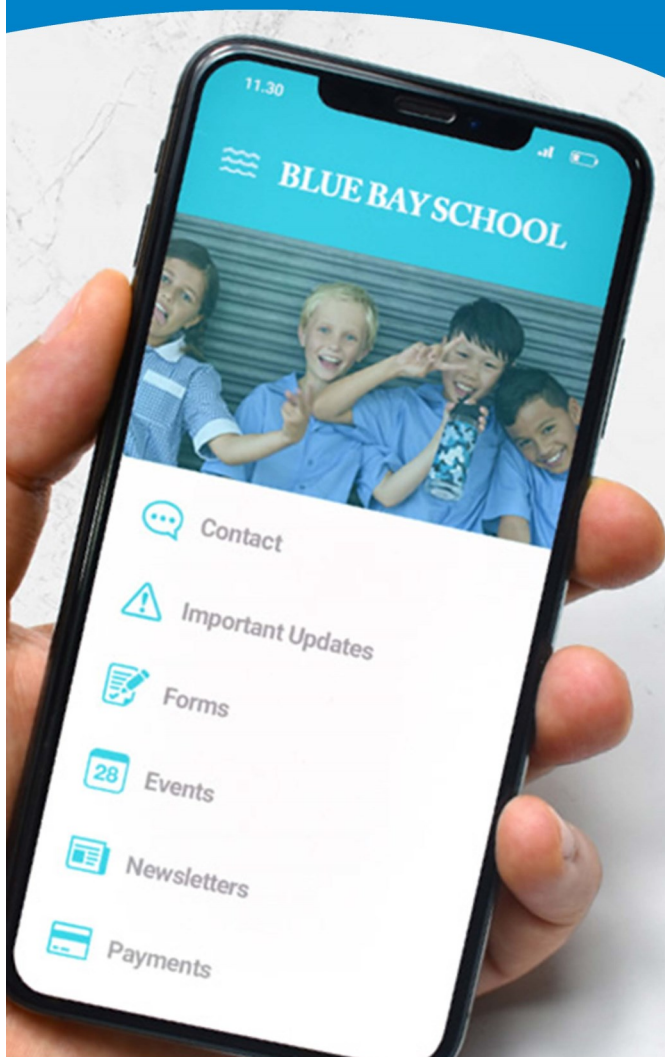 11.30
BLUE BAY SCHOOL
Contact
Important Updates
Forms
28
Events
Newsletters
Payments